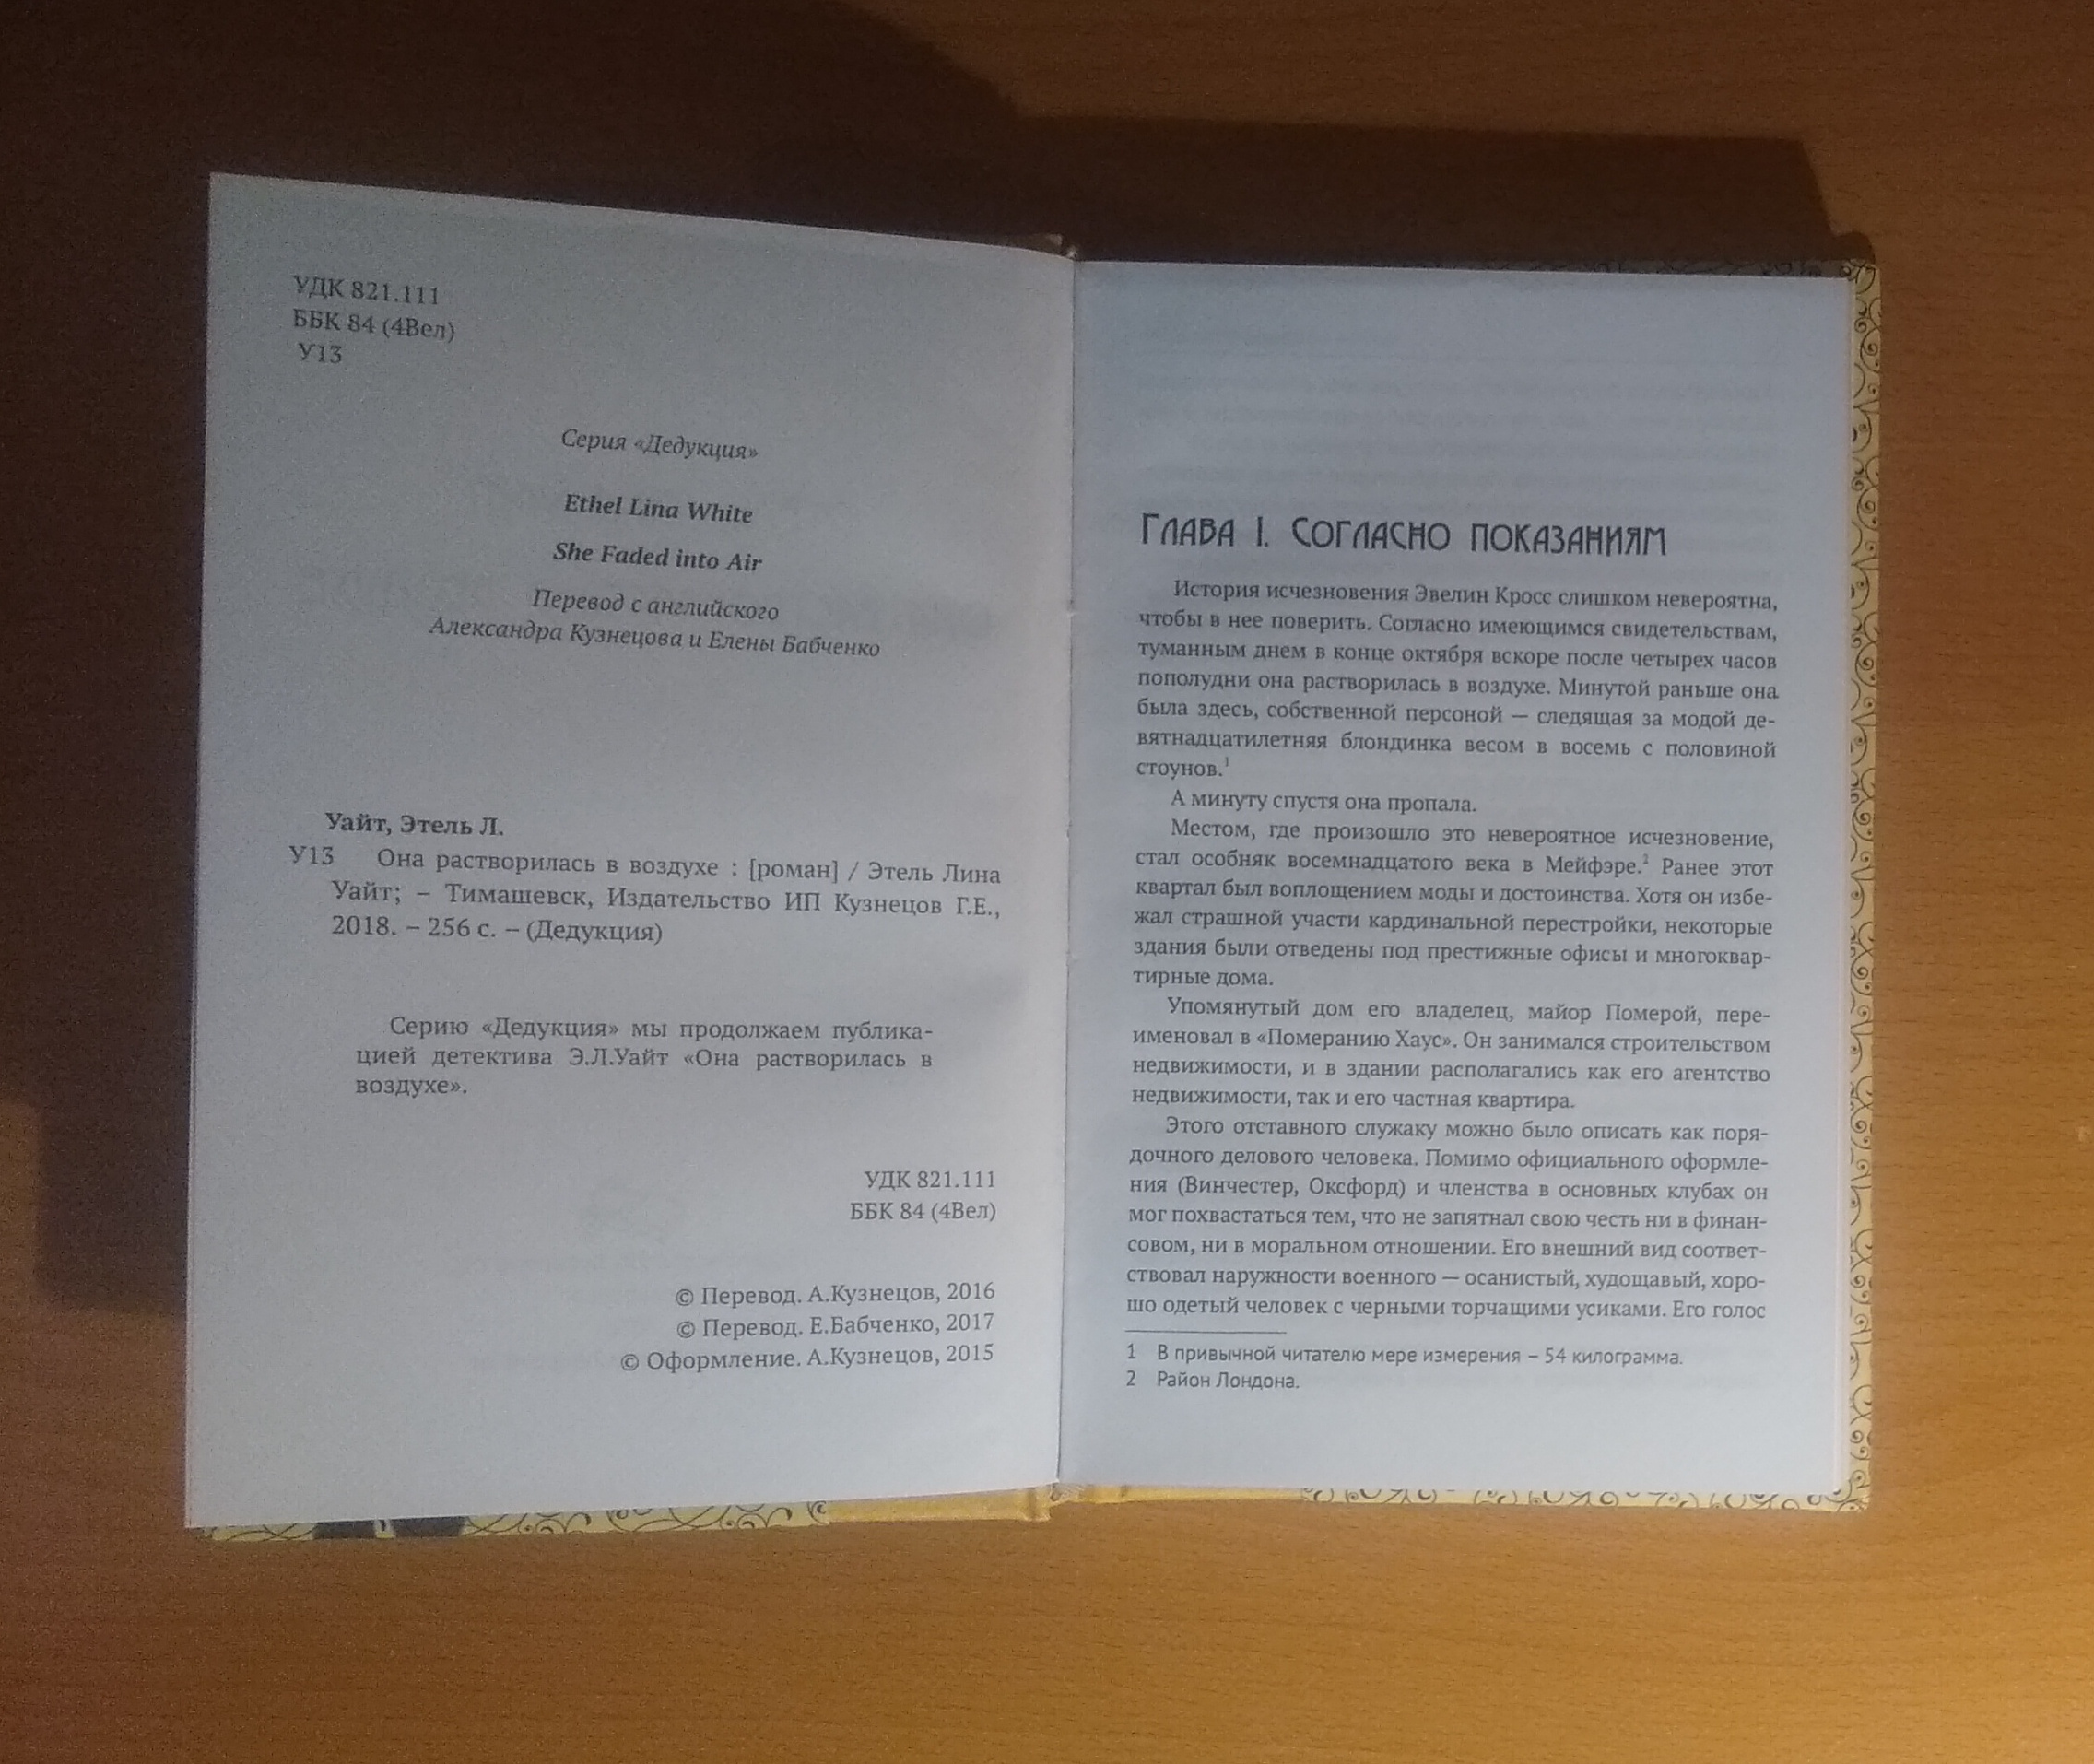 УДК 821.111
ББК 84 (4Вел)
У13
Серия «Дедукция»
Ethel Lina White
She Faded into Air
Перевод с английского
Александра Кузнецова и Елены Бабченко
Уайт, Этель Л.
У13 Она растворилась в воздухе : [роман] / Этель Лина
Уайт; – Тимашевск, Издательство ИП Кузнецов Г.Е.,
2018. – 256 с. – (Дедукция)
Серию «Дедукция» мы продолжаем публика-
цией детектива Э.Л.Уайт «Она растворилась в
воздухе».
УДК 821.111
ББК 84 (4Вел)
© Перевод. А.Кузнецов, 2016
© Перевод. Е.Бабченко, 2017
© Оформление. А.Кузнецов, 2015
Глава I. Согласно показаниям
История исчезновения Эвелин Кросс слишком невероятна,
чтобы в нее поверить. Согласно имеющимся свидетельствам,
туманным днем в конце октября вскоре после четырех часов
пополудни она растворилась в воздухе. Минутой раньше она
была здесь, собственной персоной — следящая за модой де-
вятнадцатилетняя блондинка весом в восемь с половиной
стоунов.1
А минуту спустя она пропала.
Местом, где произошло это невероятное исчезновение,
стал особняк восемнадцатого века в Мейфэре.2 Ранее этот
квартал был воплощением моды и достоинства. Хотя он избе-
жал страшной участи кардинальной перестройки, некоторые
здания были отведены под престижные офисы и многоквар-
тирные дома.
Упомянутый дом его владелец, майор Померой, пере-
именовал в «Померанию Хаус». Он занимался строительством
недвижимости, и в здании располагались как его агентство
недвижимости, так и его частная квартира.
Этого отставного служаку можно было описать как поря-
дочного делового человека. Помимо официального оформле-
ния (Винчестер, Оксфорд) и членства в основных клубах он
мог похвастаться тем, что не запятнал свою честь ни в финан-
совом, ни в моральном отношении. Его внешний вид соответ-
ствовал наружности военного — осанистый, худощавый, хоро-
шо одетый человек с черными торчащими усиками. Его голос
1 В привычной читателю мере измерения – 54 килограмма.
2 Район Лондона.